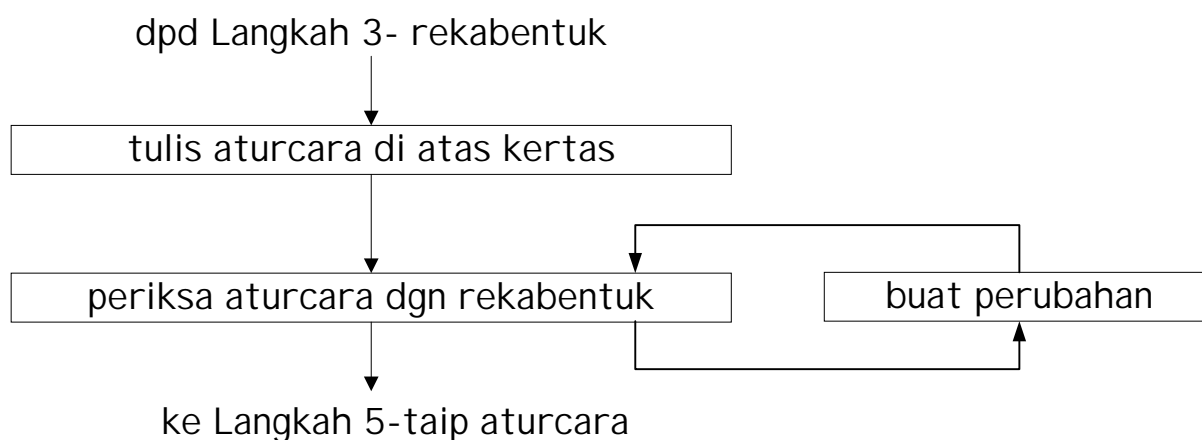 dpd Langkah 3- rekabentuk
tulis aturcara di atas kertas
periksa aturcara dgn rekabentuk
buat perubahan
ke Langkah 5-taip aturcara